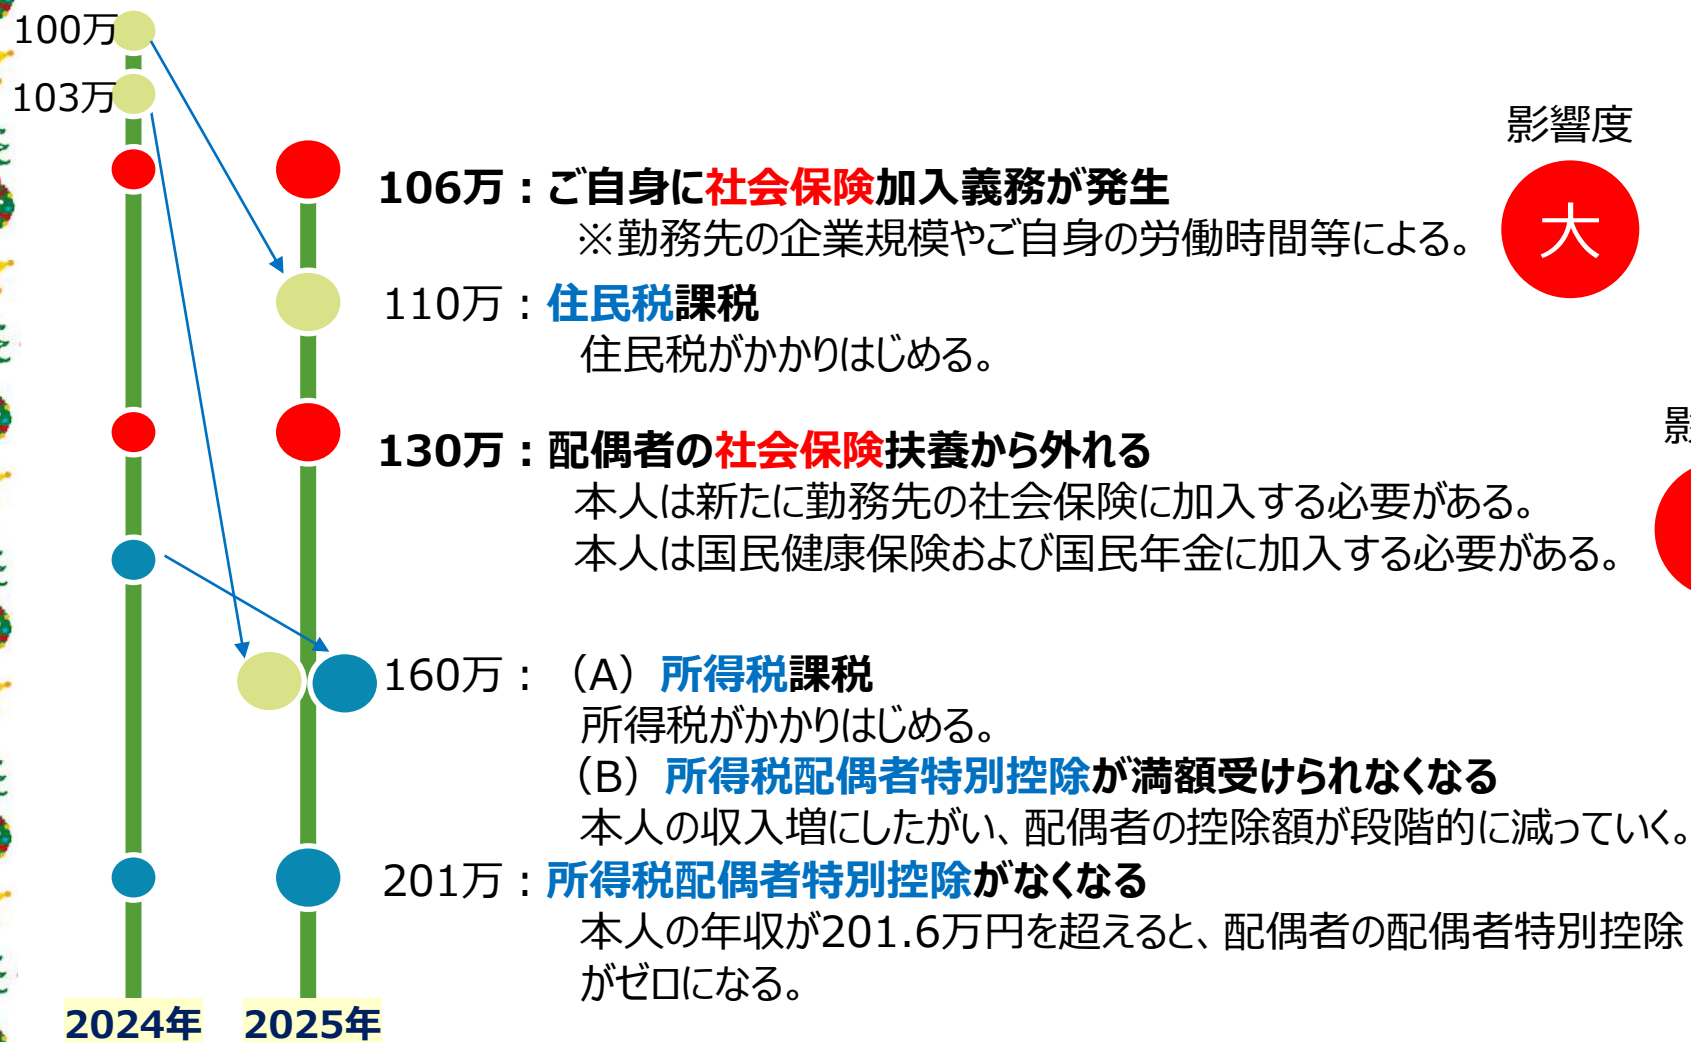 100万
103万
影響度
大
106万：ご自身に社会保険加入義務が発生
※勤務先の企業規模やご自身の労働時間等による。
110万：住民税課税
住民税がかかりはじめる。
130万：配偶者の社会保険扶養から外れる
本人は新たに勤務先の社会保険に加入する必要がある。
本人は国民健康保険および国民年金に加入する必要がある。
160万：（A）所得税課税
所得税がかかりはじめる。
（B）所得税配偶者特別控除が満額受けられなくなる
本人の収入増にしたがい、配偶者の控除額が段階的に減っていく。
201万：所得税配偶者特別控除がなくなる
本人の年収が201.6万円を超えると、配偶者の配偶者特別控除
がゼロになる。
2024年
2025年